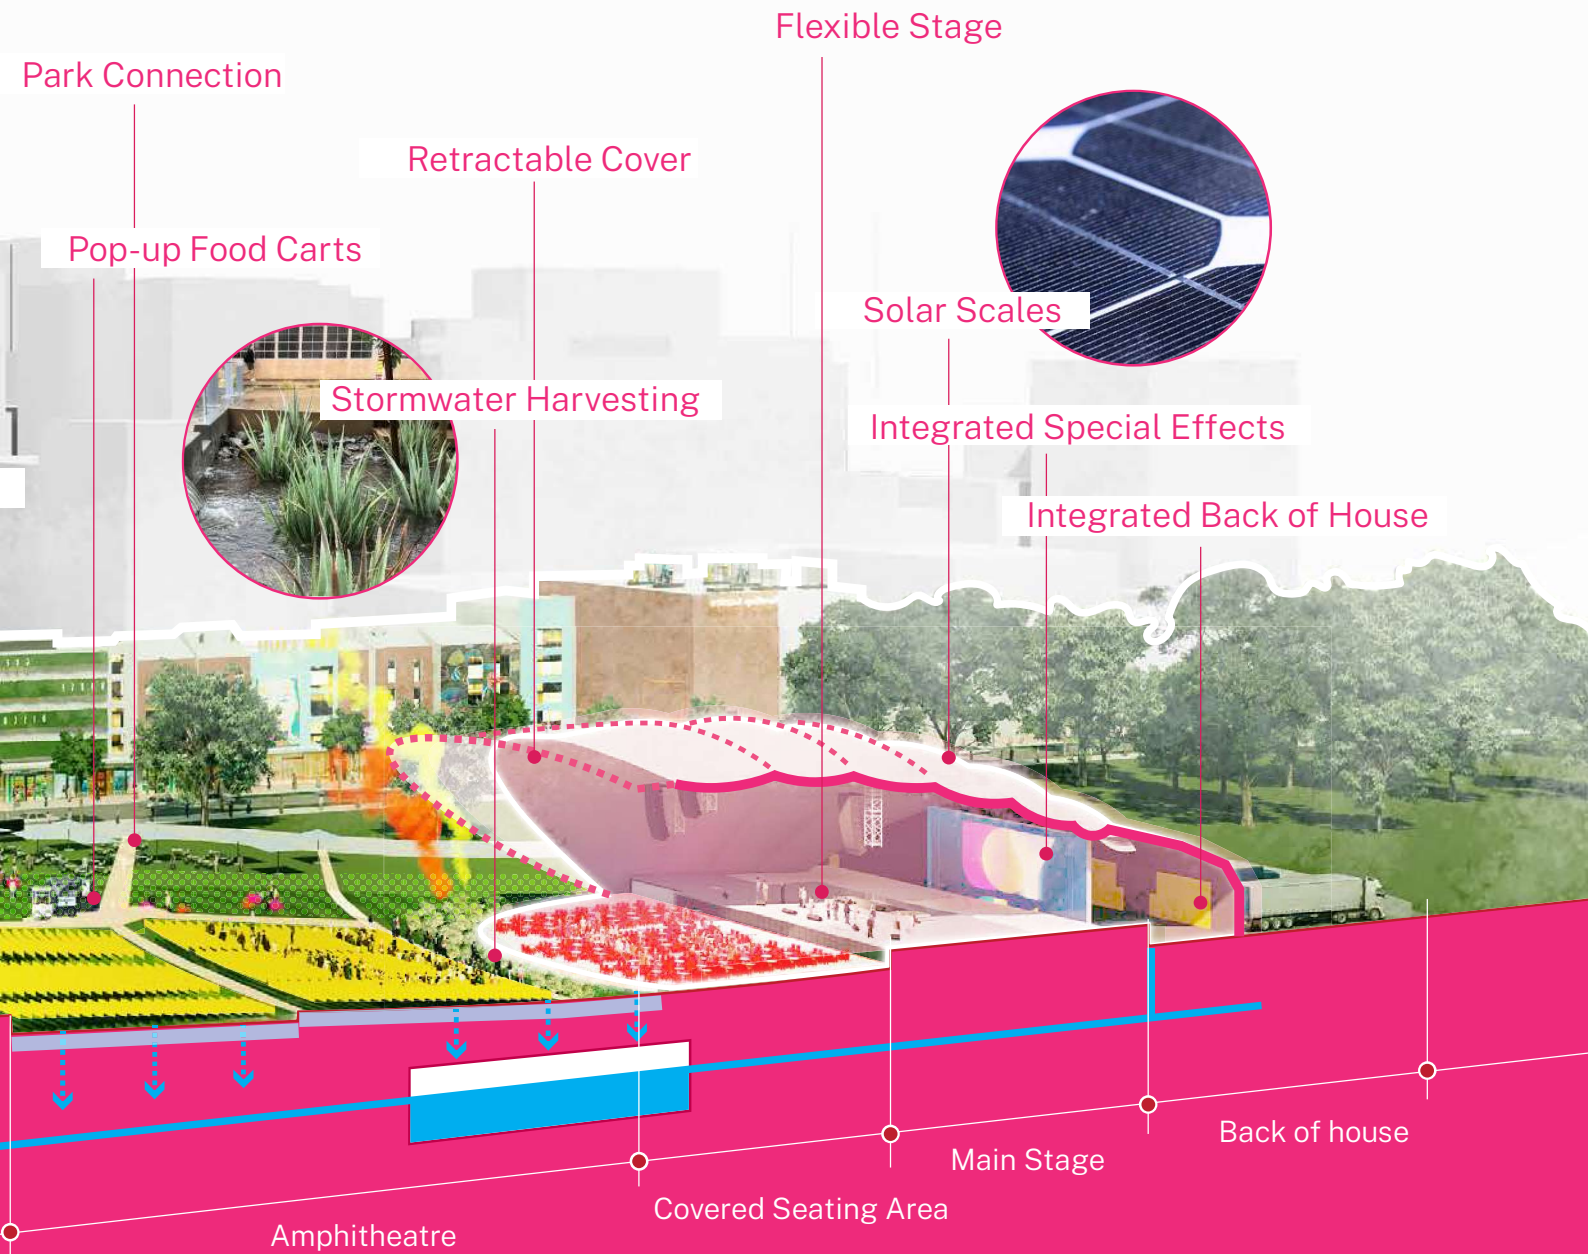 Flexible Stage
Park Connection
Retractable Cover
Pop-up Food Carts
Solar Scales
Stormwater Harvesting
Integrated Special Effects
Integrated Back of House
Back of house
Main Stage
Covered Seating Area
Amphitheatre